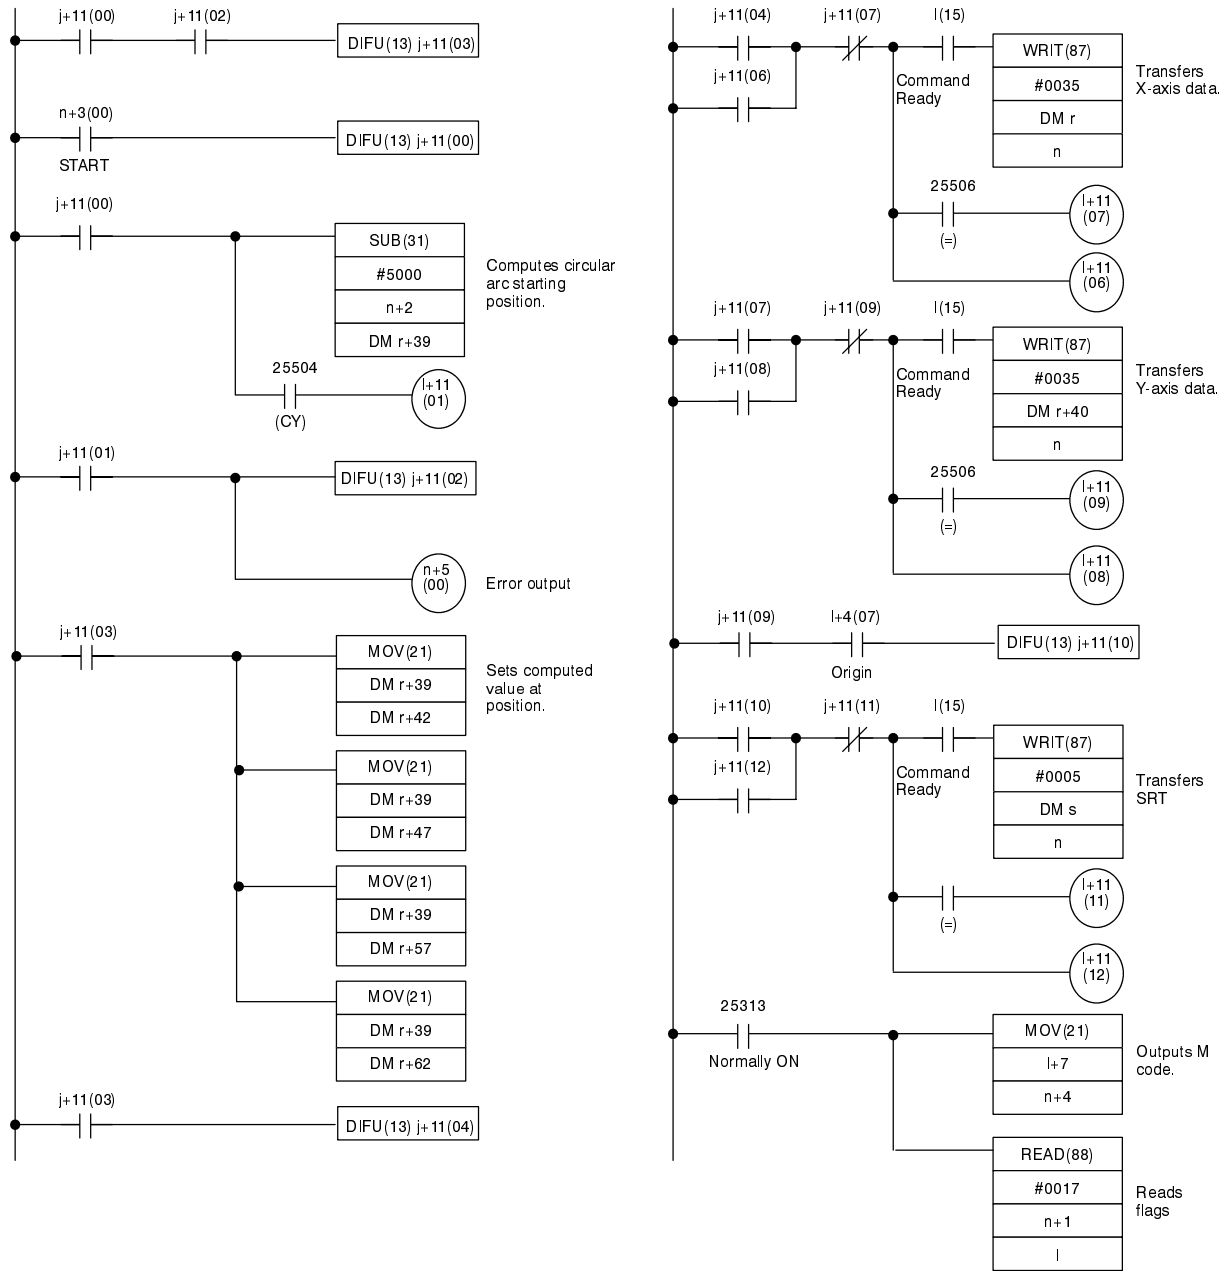 j+11(00)
j+11(02)
DIFU(13) j+11(03)
n+3(00)
START
DIFU(13) j+11(00)
j+11(00)
SUB(31)
#5000
n+2
DM r+39
Computes circular
arc starting
position.
25504
(CY)
l+11
(01)
j+11(01)
DIFU(13) j+11(02)
n+5
(00)
Error output
j+11(03)
MOV(21)
DM r+39
DM r+42
Sets computed
value at
position.
MOV(21)
DM r+39
DM r+47
MOV(21)
DM r+39
DM r+57
MOV(21)
DM r+39
DM r+62
j+11(03)
DIFU(13) j+11(04)
j+11(04)
j+11(07)
l(15)
j+11(06)
Command
Ready
WRIT(87)
#0035
DM r
n
Transfers
X-axis data.
25506
(=)
l+11
(07)
l+11
(06)
j+11(07)
j+11(09)
l(15)
j+11(08)
Command
Ready
WRIT(87)
#0035
DM r+40
n
Transfers
Y-axis data.
25506
(=)
l+11
(09)
l+11
(08)
j+11(09)
l+4(07)
Origin
DIFU(13) j+11(10)
j+11(10)
j+11(11)
l(15)
j+11(12)
Command
Ready
WRIT(87)
#0005
DM s
n
Transfers
SRT
(=)
l+11
(11)
l+11
(12)
25313
Normally ON
MOV(21)
l+7
n+4
Outputs M
code.
READ(88)
#0017
n+1
l
Reads
flags